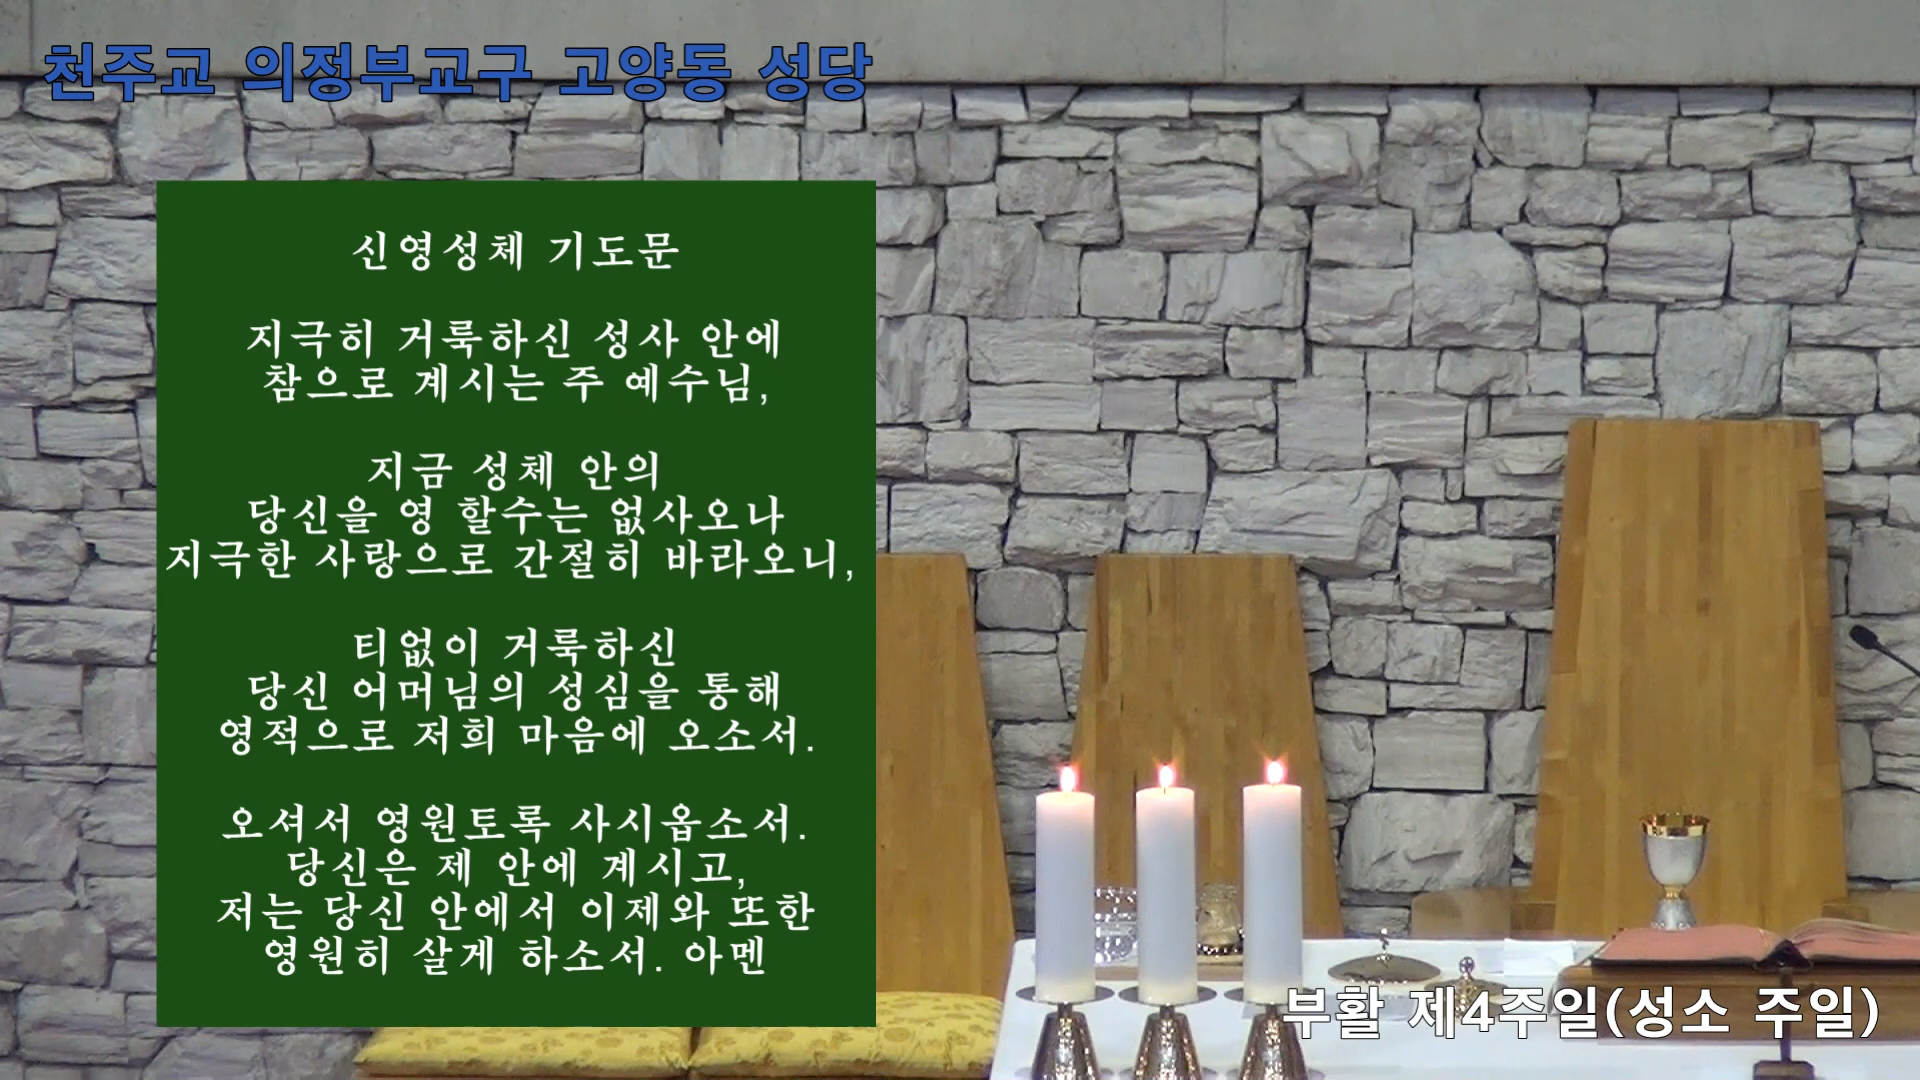 천주교 의정부교구 고양동 성당
신영성체 기도문
지극히 거룩하신 성사 안에
참으로 계시는 주 예수님,
지금 성체 안의
당신을 영 할수는 없사오나
지극한 사랑으로 간절히 바라오니,
티없이 거룩하신
당신 어머님의 성심을 통해
영적으로 저희 마음에 오소서.
오셔서 영원토록 사시옵소서.
당신은 제 안에 계시고,
저는 당신 안에서 이제와 또한
영원히 살게 하소서. 아멘
부활 제4주일(성소 주일)